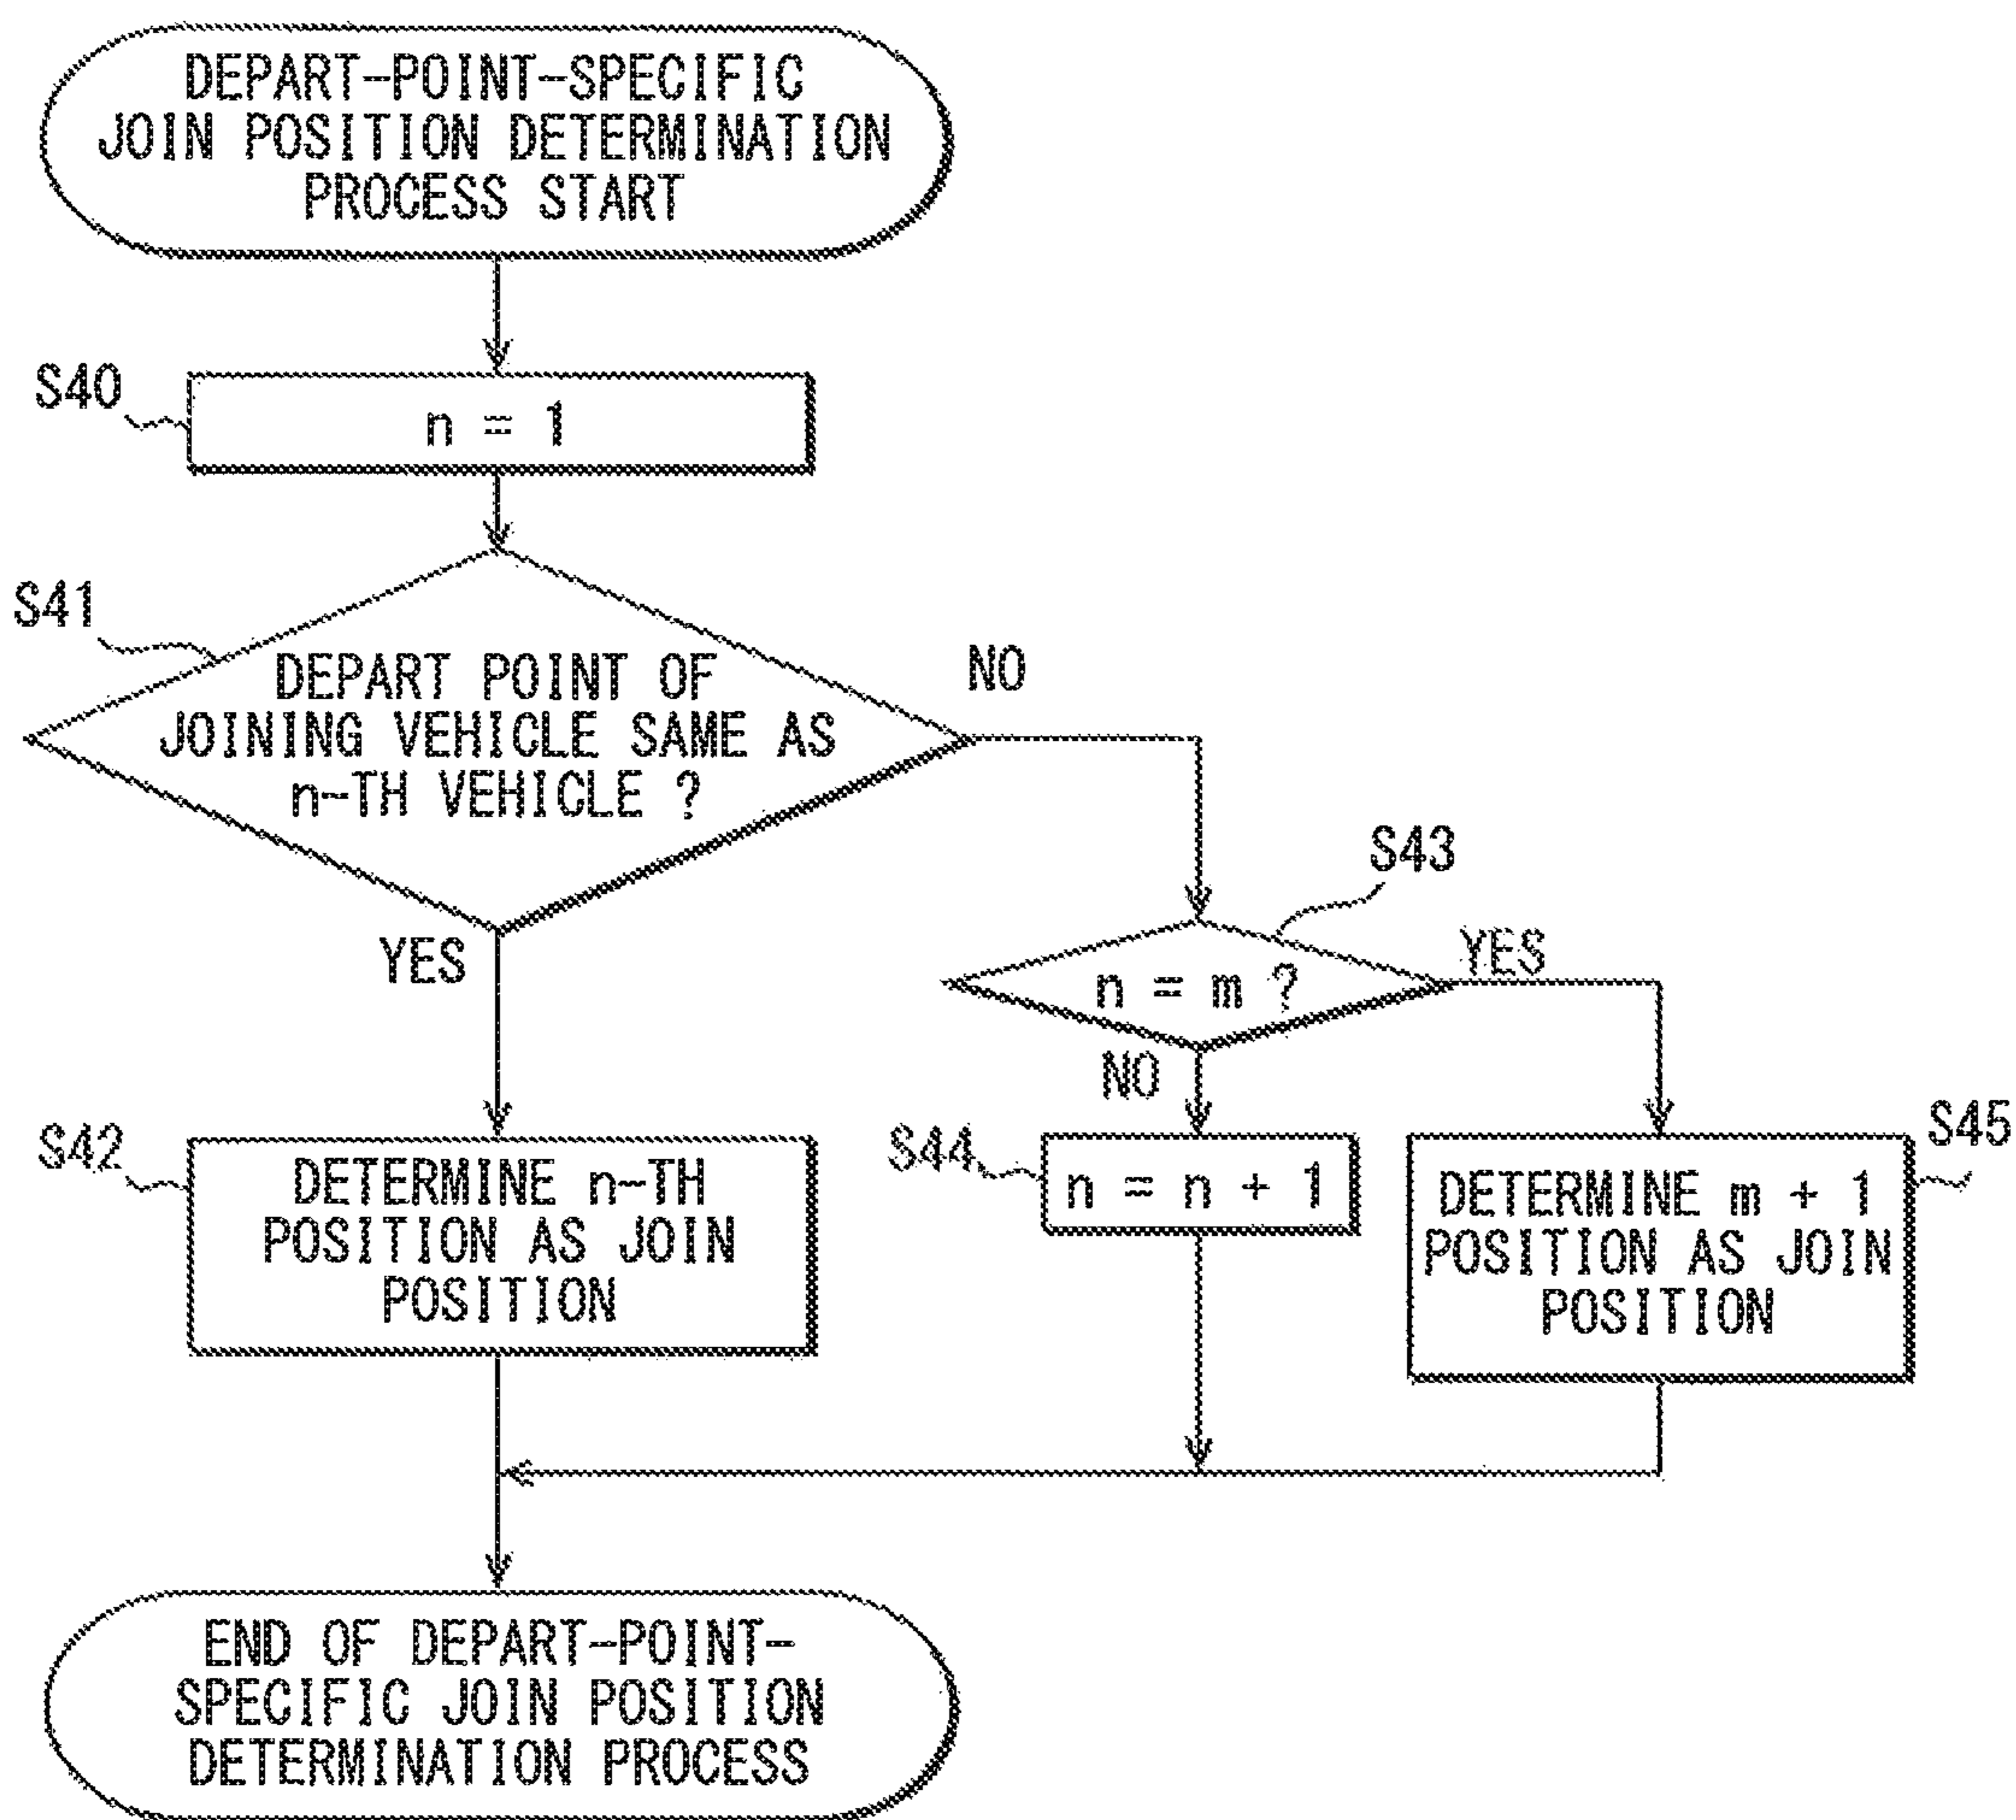 DEPART-POINT-SPECIFIC
JOIN POSITION DETERMINATION
PROCESS START
S40
n = 1
S41
DEPART POINT OF
JOINING VEHICLE SAME AS
n-TH VEHICLE ?
NO
YES
S43
n = m ?
YES
NO
S42
DETERMINE n-TH
POSITION AS JOIN
POSITION
S44
n = n + 1
S45
DETERMINE m + 1
POSITION AS JOIN
POSITION
END OF DEPART-POINT-
SPECIFIC JOIN POSITION
DETERMINATION PROCESS